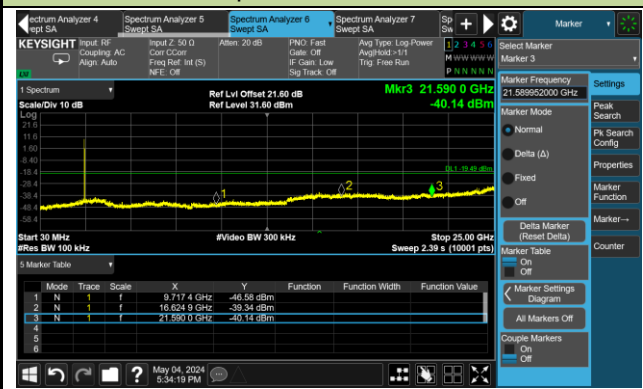 ectrum Analyzer 4
ept SA
Spectrum Analyzer 5
Swept SA
Spectrum Analyzer 6
Swept SA
Spectrum Analyzer 7
Swept SA
Sp
Sw
Marker
KEYSIGHT
Input: RF
Coupling: AC
Align: Auto
Input Z: 50 Ω
Corr CCorr
Freq Ref: Int (S)
NFE: Off
Atten: 20 dB
PNO: Fast
Gate: Off
IF Gain: Low
Sig Track: Off
Avg Type: Log-Power
Avg|Hold:>1/1
Trig: Free Run
1 2 3 4 5 6
M W W W W W
P N N N N N
Select Marker
Marker 3
1 Spectrum
Scale/Div 10 dB
Log
Ref Lvl Offset 21.60 dB
Ref Level 31.60 dBm
Mkr3 21.590 0 GHz
-40.14 dBm
21.6
11.6
1.60
-8.40
-18.4
-28.4
-38.4
-48.4
-58.4
DL1 -19.49 dBm
1
2
3
Start 30 MHz
#Res BW 100 kHz
#Video BW 300 kHz
Stop 25.00 GHz
Sweep 2.39 s (10001 pts)
5 Marker Table
Mode Trace Scale X Y Function Function Width Function Value
1 N 1 f 9.717 4 GHz -46.58 dBm
2 N 1 f 16.624 9 GHz -39.34 dBm
3 N 1 f 21.590 0 GHz -40.14 dBm
4
5
6
Marker Frequency
21.589952000 GHz
Marker Mode
Normal
Delta (Δ)
Fixed
Off
Delta Marker
(Reset Delta)
Marker Table
On
Off
Marker Settings
Diagram
All Markers Off
Couple Markers
On
Off
Settings
Peak
Search
Pk Search
Config
Properties
Marker
Function
Marker→
Counter
May 04, 2024
5:34:19 PM